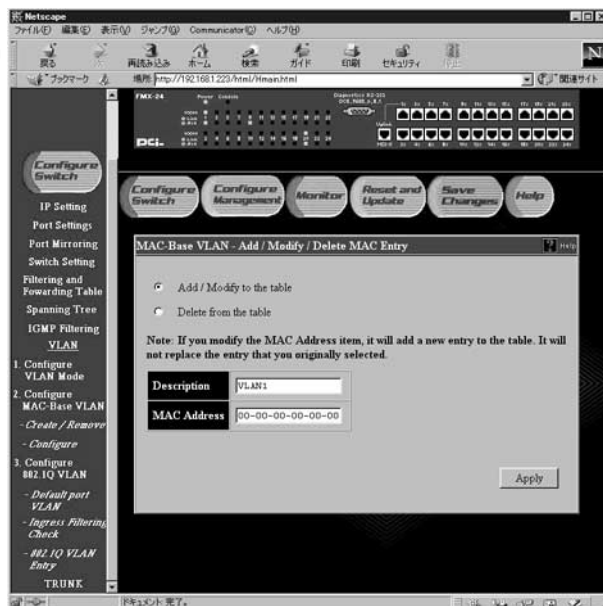 Netscape
ファイル(F) 編集(E) 表示(V) ジャンプ(G) Communicator(C) ヘルプ(H)
戻る 再読み込み ホーム 検索 ガイド 印刷 セキュリティ
ブックマーク 場所: http://192.168.1.223/html/Hmain.html 関連サイト
FMX-24
PCi.
Configure Switch
IP Setting
Port Settings
Port Mirroring
Switch Setting
Filtering and
Fowarding Table
Spanning Tree
IGMP Filtering
VLAN
1. Configure
VLAN Mode
2. Configure
MAC-Base VLAN
- Create / Remove
- Configure
3. Configure
802.1Q VLAN
- Default port
VLAN
- Ingress Filtering
Check
- 802.1Q VLAN
Entry
TRUNK
Configure Switch
Configure Management
Monitor
Reset and Update
Save Changes
Help
MAC-Base VLAN - Add / Modify / Delete MAC Entry Help
Add / Modify to the table
Delete from the table
Note: If you modify the MAC Address item, it will add a new entry to the table. It will
not replace the entry that you originally selected.
Description VLAN1
MAC Address 00-00-00-00-00-00
Apply
ドキュメント:完了。